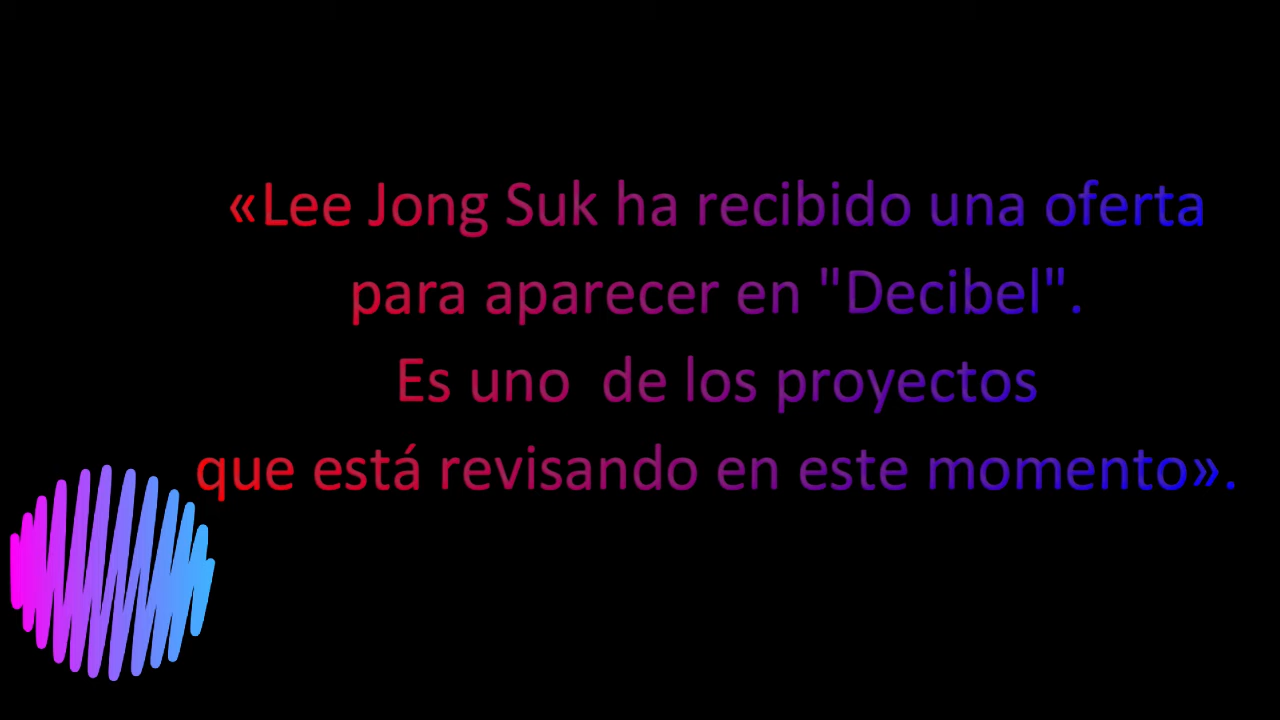 «Lee Jong Suk ha recibido una oferta
para aparecer en "Decibel".
Es uno  de los proyectos
que está revisando en este momento».